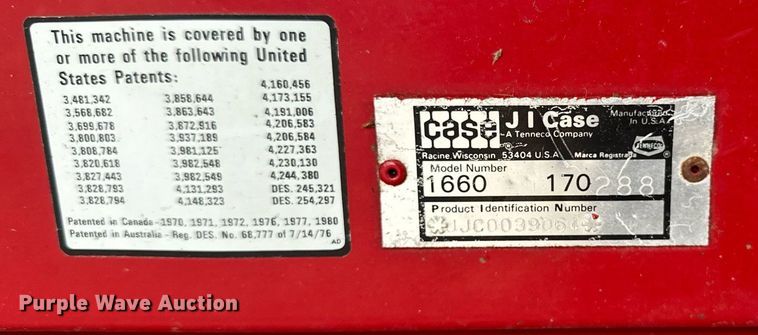 This machine is covered by one
or more of the following United
States Patents:
4,160,456
3,481,342 3,858,644 4,173,155
3,568,682 3,863,643 4,191,006
3,699,678 3,872,916 4,206,583
3,800,803 3,937,189 4,206,584
3,808,784 3,981,125 4,227,363
3,820,618 3,982,548 4,230,130
3,827,443 3,982,549 4,244,380
3,828,793 4,131,293 DES. 245,321
3,828,794 4,148,323 DES. 254,297
Patented in Canada-1970, 1971, 1972, 1976, 1977, 1980
Patented in Australia - Reg. DES. No. 68,777 of 7/14/76
AD
case J I Case
A Tenneco Company
Manufactured
In U.S.A.
TENNECO
Racine, Wisconsin 53404 U.S.A. Marca Registrada
Model Number
1660 170288
Product Identification Number
Purple Wave Auction